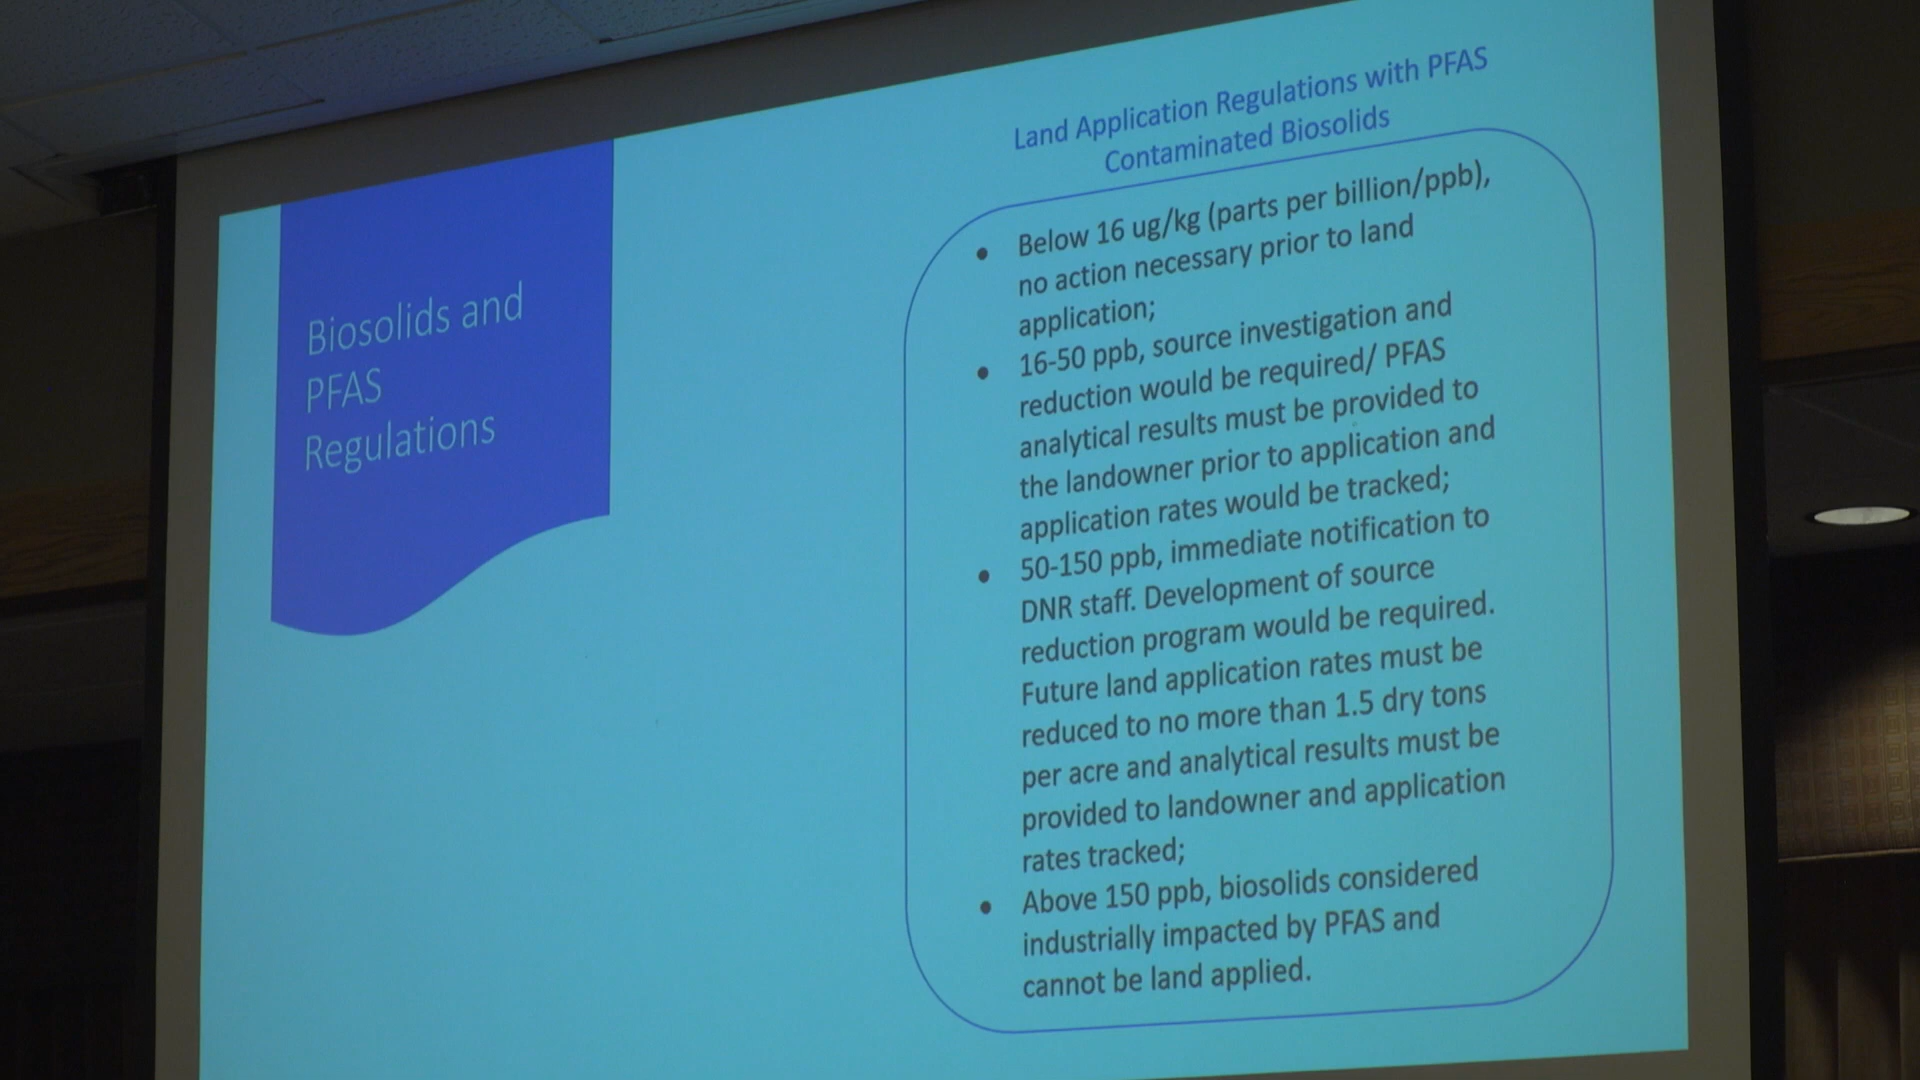 Biosolids and
PFAS
Regulations
Land Application Regulations with PFAS
Contaminated Biosolids
• Below 16 ug/kg (parts per billion/ppb),
no action necessary prior to land
application;
• 16-50 ppb, source investigation and
reduction would be required/ PFAS
analytical results must be provided to
the landowner prior to application and
application rates would be tracked;
• 50-150 ppb, immediate notification to
DNR staff. Development of source
reduction program would be required.
Future land application rates must be
reduced to no more than 1.5 dry tons
per acre and analytical results must be
provided to landowner and application
rates tracked;
• Above 150 ppb, biosolids considered
industrially impacted by PFAS and
cannot be land applied.